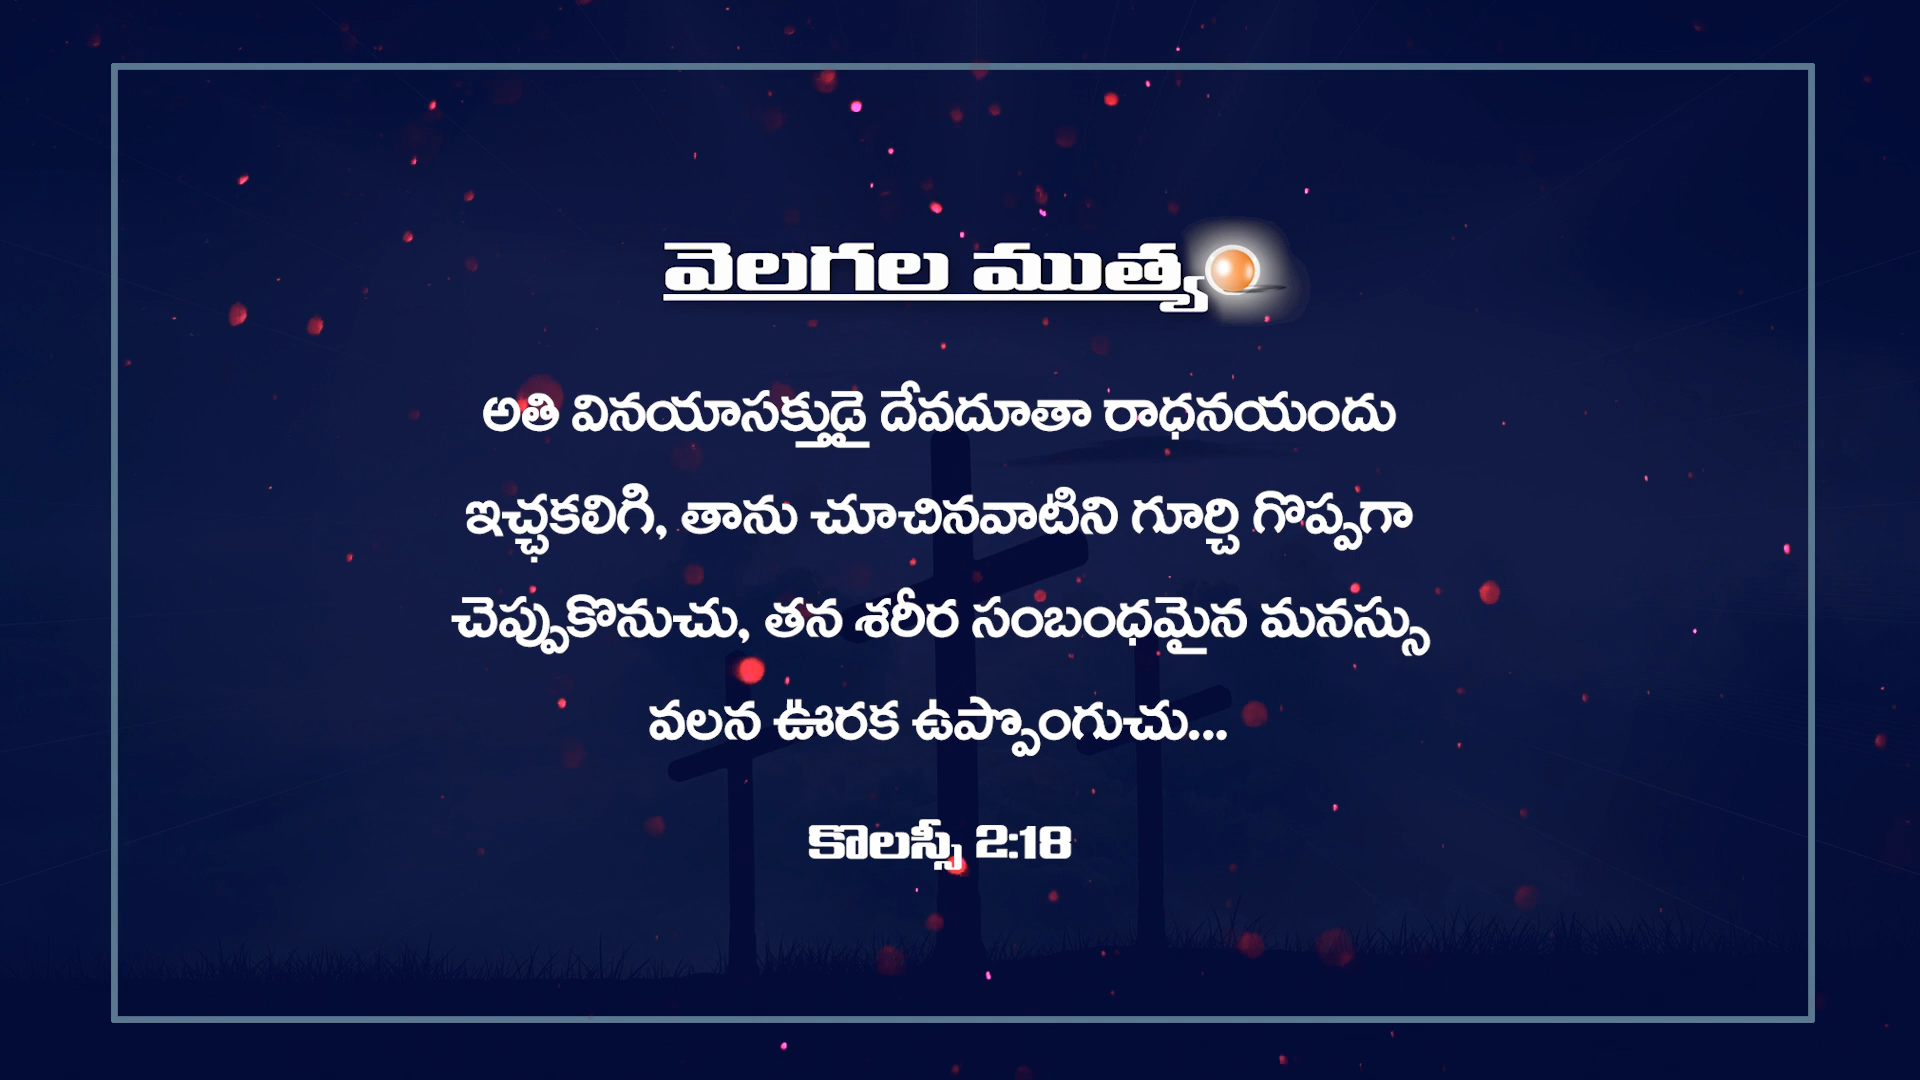 వెలగల ముత్యం
అతి వినయాసక్తుడై దేవదూతా రాధనయందు
ఇచ్ఛకలిగి, తాను చూచినవాటిని గూర్చి గొప్పగా
చెప్పుకొనుచు, తన శరీర సంబంధమైన మనస్సు
వలన ఊరక ఉప్పొంగుచు...
కొలస్సీ 2:18